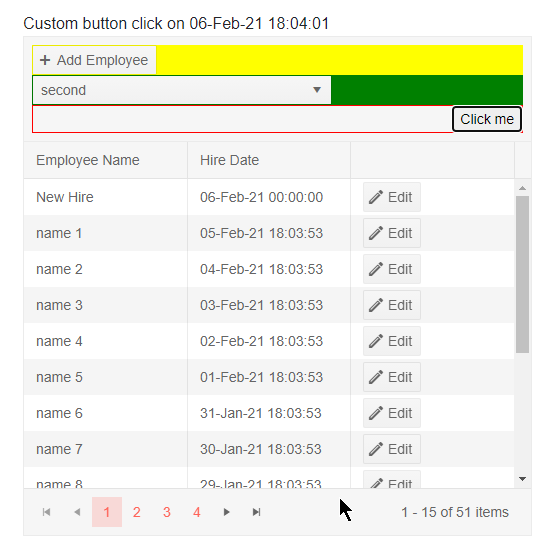 Custom button click on 06-Feb-21 18:04:01
+ Add Employee
second
Click me
Employee Name Hire Date
New Hire 06-Feb-21 00:00:00 Edit
name 1 05-Feb-21 18:03:53 Edit
name 2 04-Feb-21 18:03:53 Edit
name 3 03-Feb-21 18:03:53 Edit
name 4 02-Feb-21 18:03:53 Edit
name 5 01-Feb-21 18:03:53 Edit
name 6 31-Jan-21 18:03:53 Edit
name 7 30-Jan-21 18:03:53 Edit
name 8 29-Jan-21 18:03:53 Edit
1 2 3 4 1 - 15 of 51 items